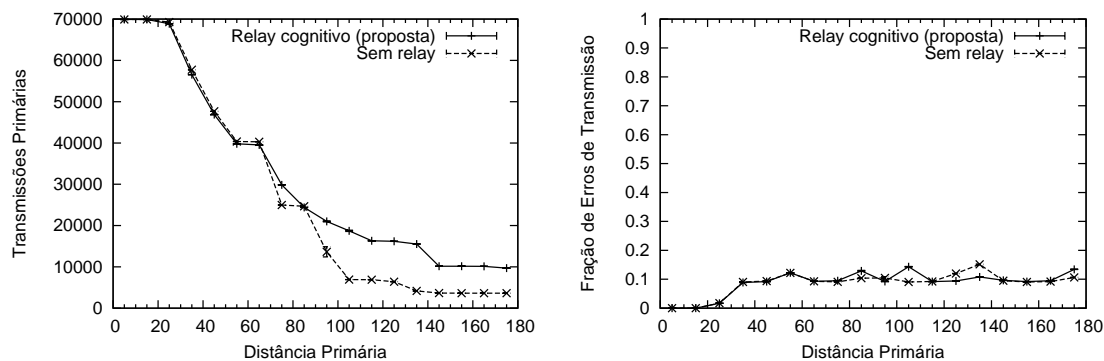 Transmissões Primárias
70000
60000
50000
40000
30000
20000
10000
0
Relay cognitivo (proposta)
Sem relay
0 20 40 60 80 100 120 140 160 180
Distância Primária
Fração de Erros de Transmissão
1
0.9
0.8
0.7
0.6
0.5
0.4
0.3
0.2
0.1
0
Relay cognitivo (proposta)
Sem relay
0 20 40 60 80 100 120 140 160 180
Distância Primária